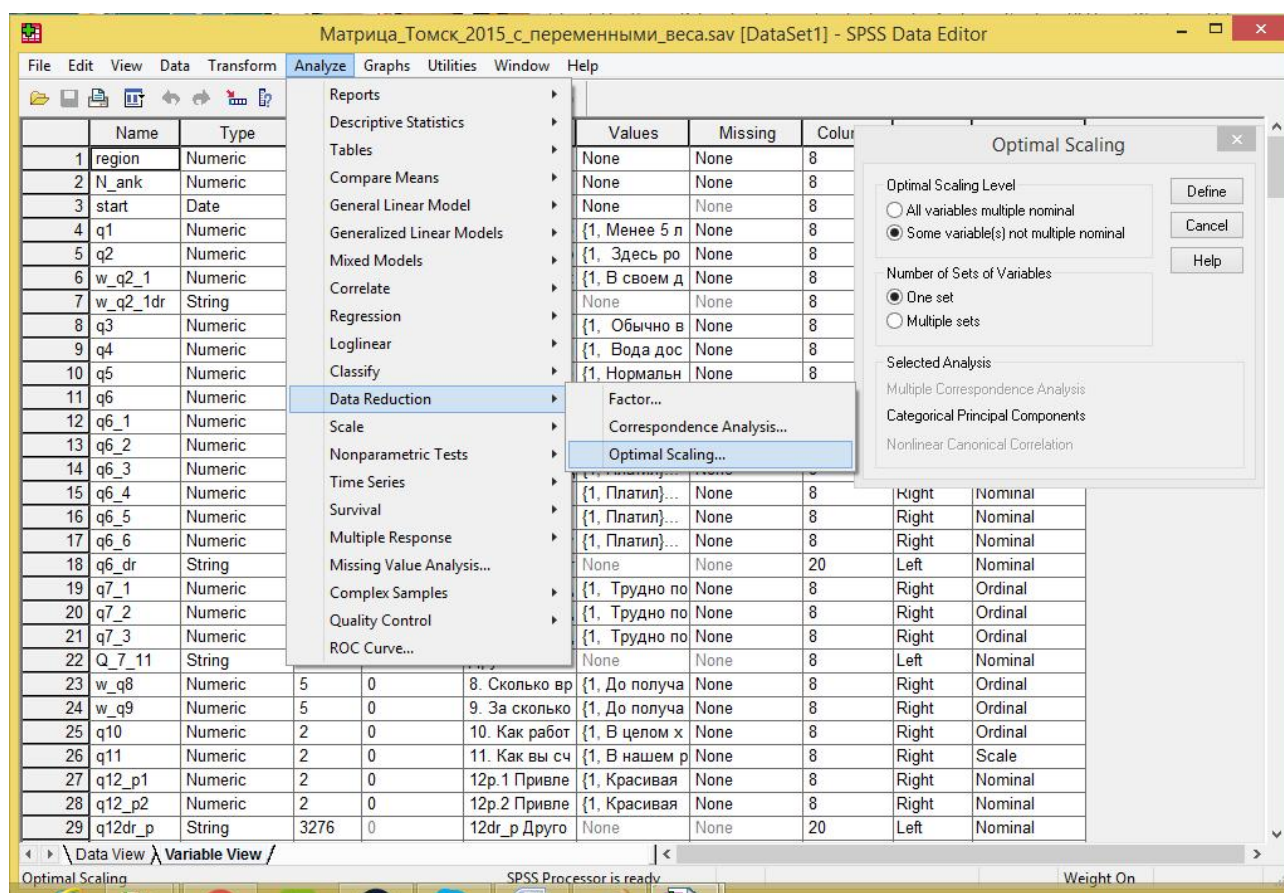 Матрица_Томск_2015_с_переменными_веса.sav [DataSet1] - SPSS Data Editor
File Edit View Data Transform Analyze Graphs Utilities Window Help
Name Type Values Missing Colur
1 region Numeric None None 8
2 N_ank Numeric None None 8
3 start Date None None 8
4 q1 Numeric {1, Менее 5 л None 8
5 q2 Numeric {1, Здесь ро None 8
6 w_q2_1 Numeric {1, В своем д None 8
7 w_q2_1dr String None None 8
8 q3 Numeric {1, Обычно в None 8
9 q4 Numeric {1, Вода дос None 8
10 q5 Numeric {1, Нормальн None 8
11 q6 Numeric
12 q6_1 Numeric
13 q6_2 Numeric
14 q6_3 Numeric
15 q6_4 Numeric {1, Платил}... None 8 Right Nominal
16 q6_5 Numeric {1, Платил}... None 8 Right Nominal
17 q6_6 Numeric {1, Платил}... None 8 Right Nominal
18 q6_dr String None None 20 Left Nominal
19 q7_1 Numeric {1, Трудно по None 8 Right Ordinal
20 q7_2 Numeric {1, Трудно по None 8 Right Ordinal
21 q7_3 Numeric {1, Трудно по None 8 Right Ordinal
22 Q_7_11 String None None 8 Left Nominal
23 w_q8 Numeric 5 0 8. Сколько вр {1, До получа None 8 Right Ordinal
24 w_q9 Numeric 5 0 9. За сколько {1, До получа None 8 Right Ordinal
25 q10 Numeric 2 0 10. Как работ {1, В целом х None 8 Right Ordinal
26 q11 Numeric 2 0 11. Как вы сч {1, В нашем р None 8 Right Scale
27 q12_p1 Numeric 2 0 12p.1 Привле {1, Красивая None 8 Right Nominal
28 q12_p2 Numeric 2 0 12p.2 Привле {1, Красивая None 8 Right Nominal
29 q12dr_p String 3276 0 12dr_p Друго None None 20 Left Nominal
Reports
Descriptive Statistics
Tables
Compare Means
General Linear Model
Generalized Linear Models
Mixed Models
Correlate
Regression
Loglinear
Classify
Data Reduction
Scale
Nonparametric Tests
Time Series
Survival
Multiple Response
Missing Value Analysis...
Complex Samples
Quality Control
ROC Curve...
Factor...
Correspondence Analysis...
Optimal Scaling...
Optimal Scaling
Optimal Scaling Level
All variables multiple nominal
Some variable(s) not multiple nominal
Number of Sets of Variables
One set
Multiple sets
Selected Analysis
Multiple Correspondence Analysis
Categorical Principal Components
Nonlinear Canonical Correlation
Define
Cancel
Help
Data View Variable View
Optimal Scaling SPSS Processor is ready Weight On